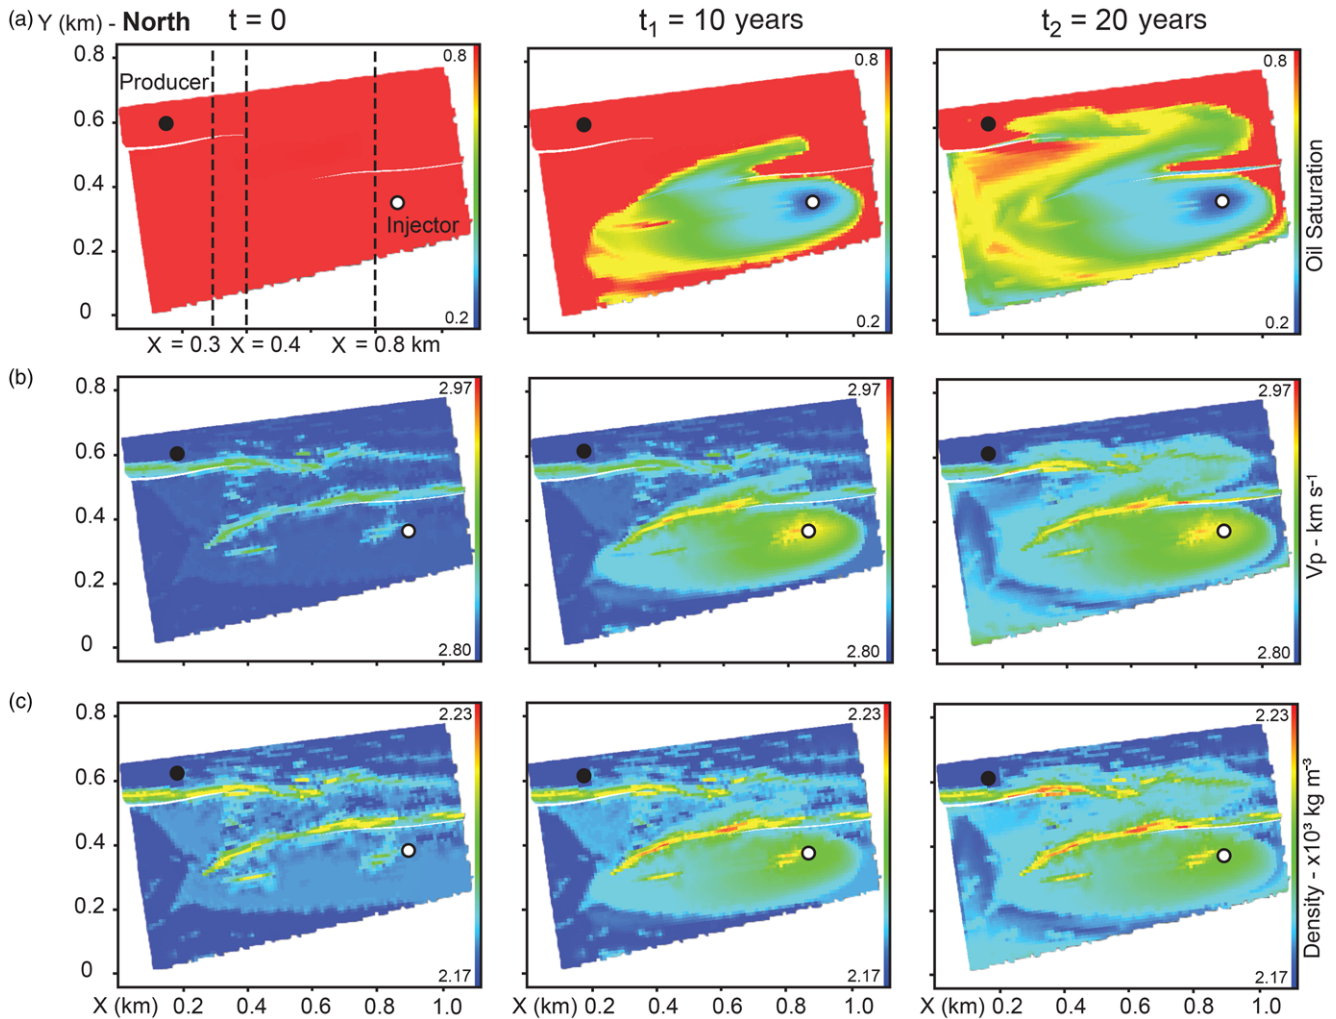 (a) Y (km) - North t = 0 t₁ = 10 years t₂ = 20 years
0.8 0.8 0.8 0.8
Producer
0.6
0.4
Injector
0.2
0 0.2 0.2 0.2
Oil Saturation
X = 0.3 X = 0.4 X = 0.8 km
(b)
0.8 2.97 2.97 2.97
0.6
0.4
0.2
0 2.80 2.80 2.80
Vp - km s⁻¹
(c)
0.8 2.23 2.23 2.23
0.6
0.4
0.2
0 2.17 2.17 2.17
Density - x10³ kg m⁻³
X (km) 0.2 0.4 0.6 0.8 1.0 X (km) 0.2 0.4 0.6 0.8 1.0 X (km) 0.2 0.4 0.6 0.8 1.0